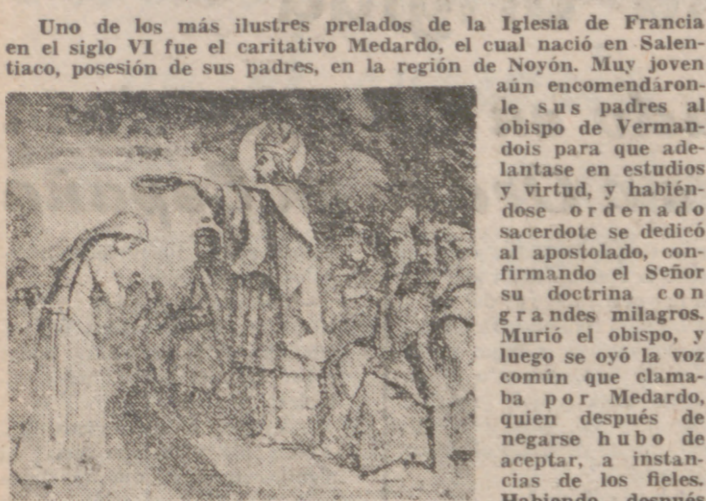 Uno de los más ilustres prelados de la Iglesia de Francia
en el siglo VI fue el caritativo Medardo, el cual nació en Salen-
tiaco, posesión de sus padres, en la región de Noyón. Muy joven
aún encomendáron-
le sus padres al
obispo de Verman-
dois para que ade-
lantase en estudios
y virtud, y habién-
dose ordenado
sacerdote se dedicó
al apostolado, con-
firmando el Señor
su doctrina con
grandes milagros.
Murió el obispo, y
luego se oyó la voz
común que clama-
ba por Medardo,
quien después de
negarse hubo de
aceptar, a instan-
cias de los fieles.
Habiendo después